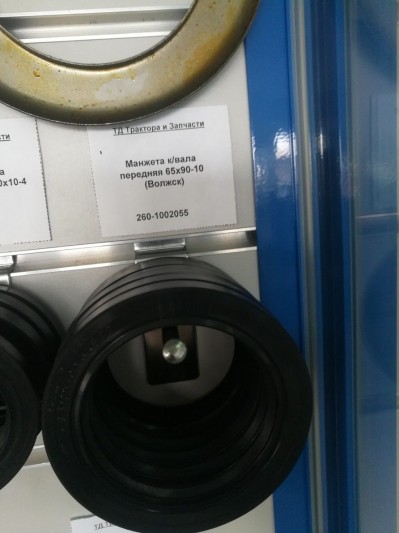 ТД Трактора и Запчасти
Манжета к/вала
передняя 65х90-10
(Волжск)
260-1002055